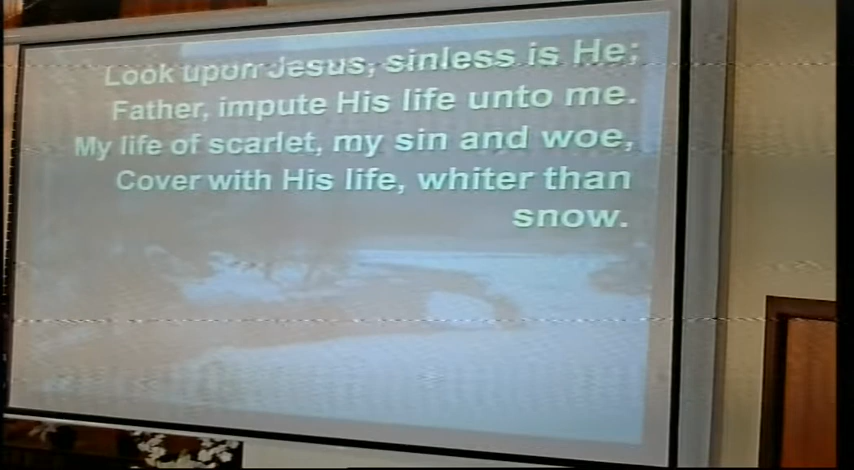 Look upon Jesus, sinless is He;
Father, impute His life unto me.
My life of scarlet, my sin and woe,
Cover with His life, whiter than
snow.